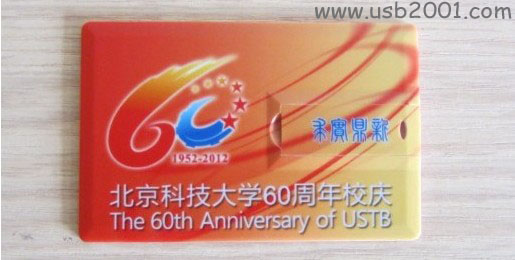 www.usb2001.com
求實鼎新
1952-2012
北京科技大学60周年校庆
The 60th Anniversary of USTB